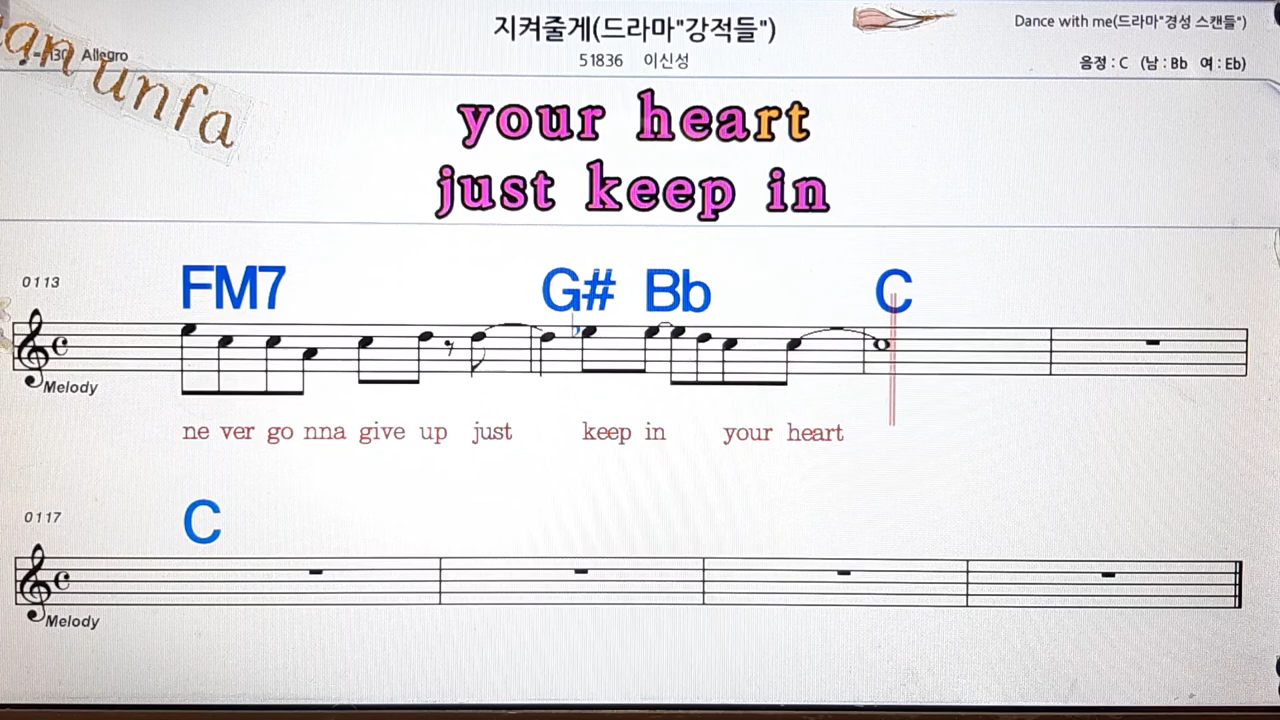 지켜줄게(드라마"강적들")
Dance with me(드라마"경성 스캔들")
Allegro
51836 이신성
음정 : C (남 : Bb 여 : Eb)
an unfa
your heart
just keep in
0113
FM7 G# Bb C
Melody
ne ver go nna give up just keep in your heart
0117
C
Melody